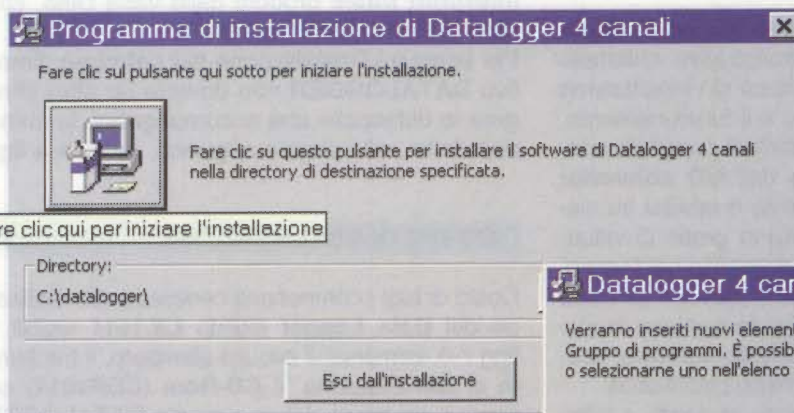 Programma di installazione di Datalogger 4 canali
Fare clic sul pulsante qui sotto per iniziare l'installazione.
Fare clic su questo pulsante per installare il software di Datalogger 4 canali
nella directory di destinazione specificata.
re clic qui per iniziare l'installazione
Directory:
C:\datalogger\
Esci dall'installazione
Datalogger 4 can
Verranno inseriti nuovi element
Gruppo di programmi. È possib
o selezionarne uno nell'elenco